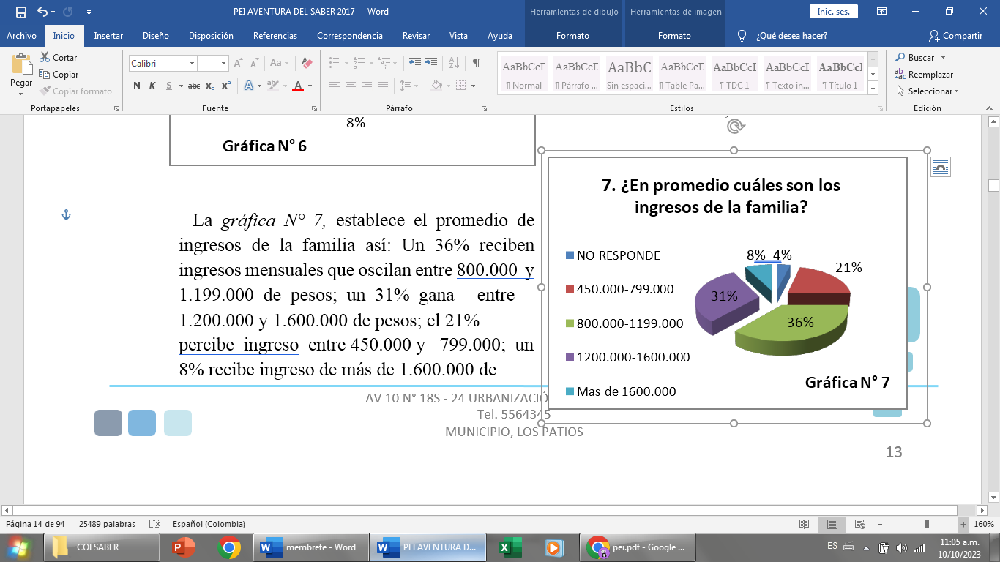 PEI AVENTURA DEL SABER 2017 - Word
Herramientas de dibujo
Herramientas de imagen
Inic. ses.
Archivo
Inicio
Insertar
Diseño
Disposición
Referencias
Correspondencia
Revisar
Vista
Ayuda
Formato
Formato
¿Qué desea hacer?
Compartir
Pegar
Cortar
Copiar
Copiar formato
Portapapeles
Calibri
N K S abc x₂ x²
Aa
A
Fuente
Párrafo
AaBbCcD
¶ Normal
AaBbCcD
¶ Párrafo ...
AaBbC
Sin espaci...
AaBbCcD
¶ Table Pa...
AaBbCcI
¶ TDC 1
AaBbCcI
¶ Texto in...
AaBbCcI
¶ Título 1
Estilos
Buscar
Reemplazar
Seleccionar
Edición
8%
Gráfica N° 6
La gráfica N° 7, establece el promedio de
ingresos de la familia así: Un 36% reciben
ingresos mensuales que oscilan entre 800.000 y
1.199.000 de pesos; un 31% gana entre
1.200.000 y 1.600.000 de pesos; el 21%
percibe ingreso entre 450.000 y 799.000; un
8% recibe ingreso de más de 1.600.000 de
7. ¿En promedio cuáles son los
ingresos de la familia?
NO RESPONDE
450.000-799.000
800.000-1199.000
1200.000-1600.000
Mas de 1600.000
8% 4%
21%
31%
36%
Gráfica N° 7
AV 10 N° 18S - 24 URBANIZACIÓ
Tel. 5564345
MUNICIPIO, LOS PATIOS
13
Página 14 de 94
25489 palabras
Español (Colombia)
160%
COLSABER
membrete - Word
PEI AVENTURA D...
pei.pdf - Google ...
ES
11:05 a.m.
10/10/2023